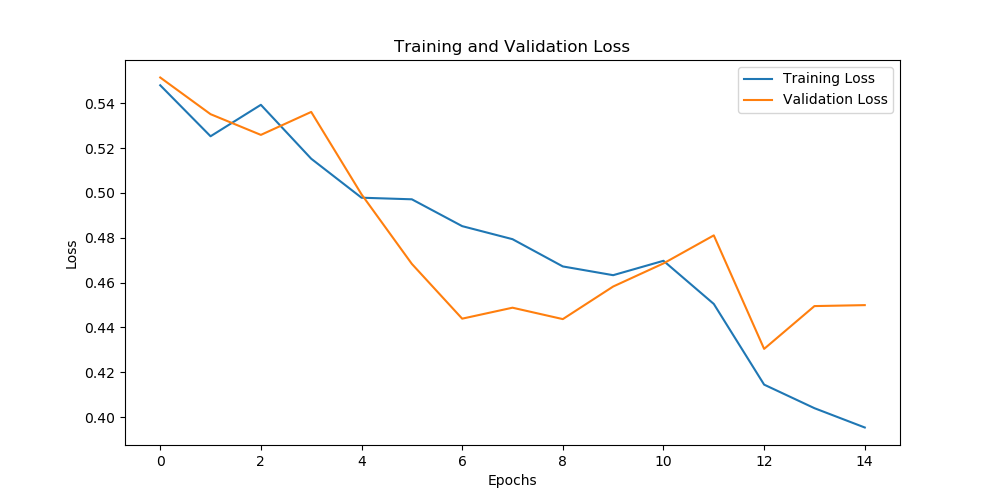 Training and Validation Loss
Training Loss
Validation Loss
0.54
0.52
0.50
0.48
0.46
0.44
0.42
0.40
Loss
0 2 4 6 8 10 12 14
Epochs